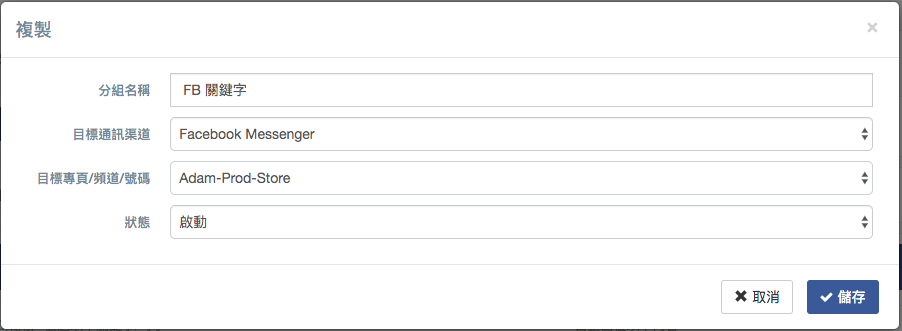 複製
×
分組名稱 FB 關鍵字
目標通訊渠道 Facebook Messenger
目標專頁/頻道/號碼 Adam-Prod-Store
狀態 啟動
✖ 取消 ✔ 儲存